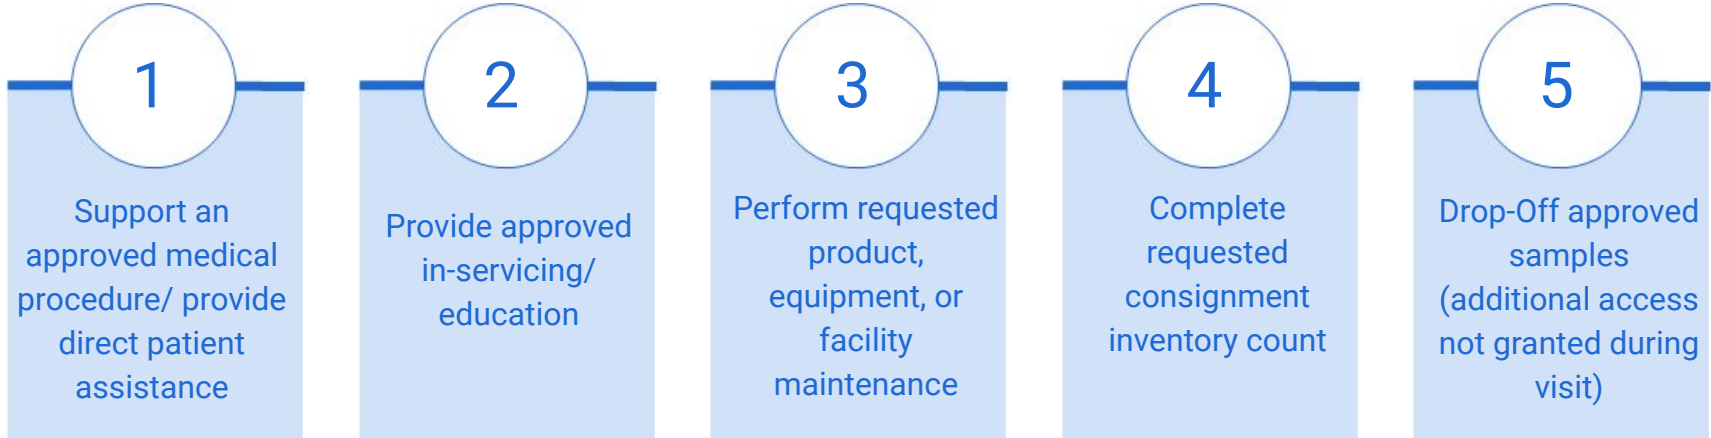 1
Support an
approved medical
procedure/ provide
direct patient
assistance
2
Provide approved
in-servicing/
education
3
Perform requested
product,
equipment, or
facility
maintenance
4
Complete
requested
consignment
inventory count
5
Drop-Off approved
samples
(additional access
not granted during
visit)